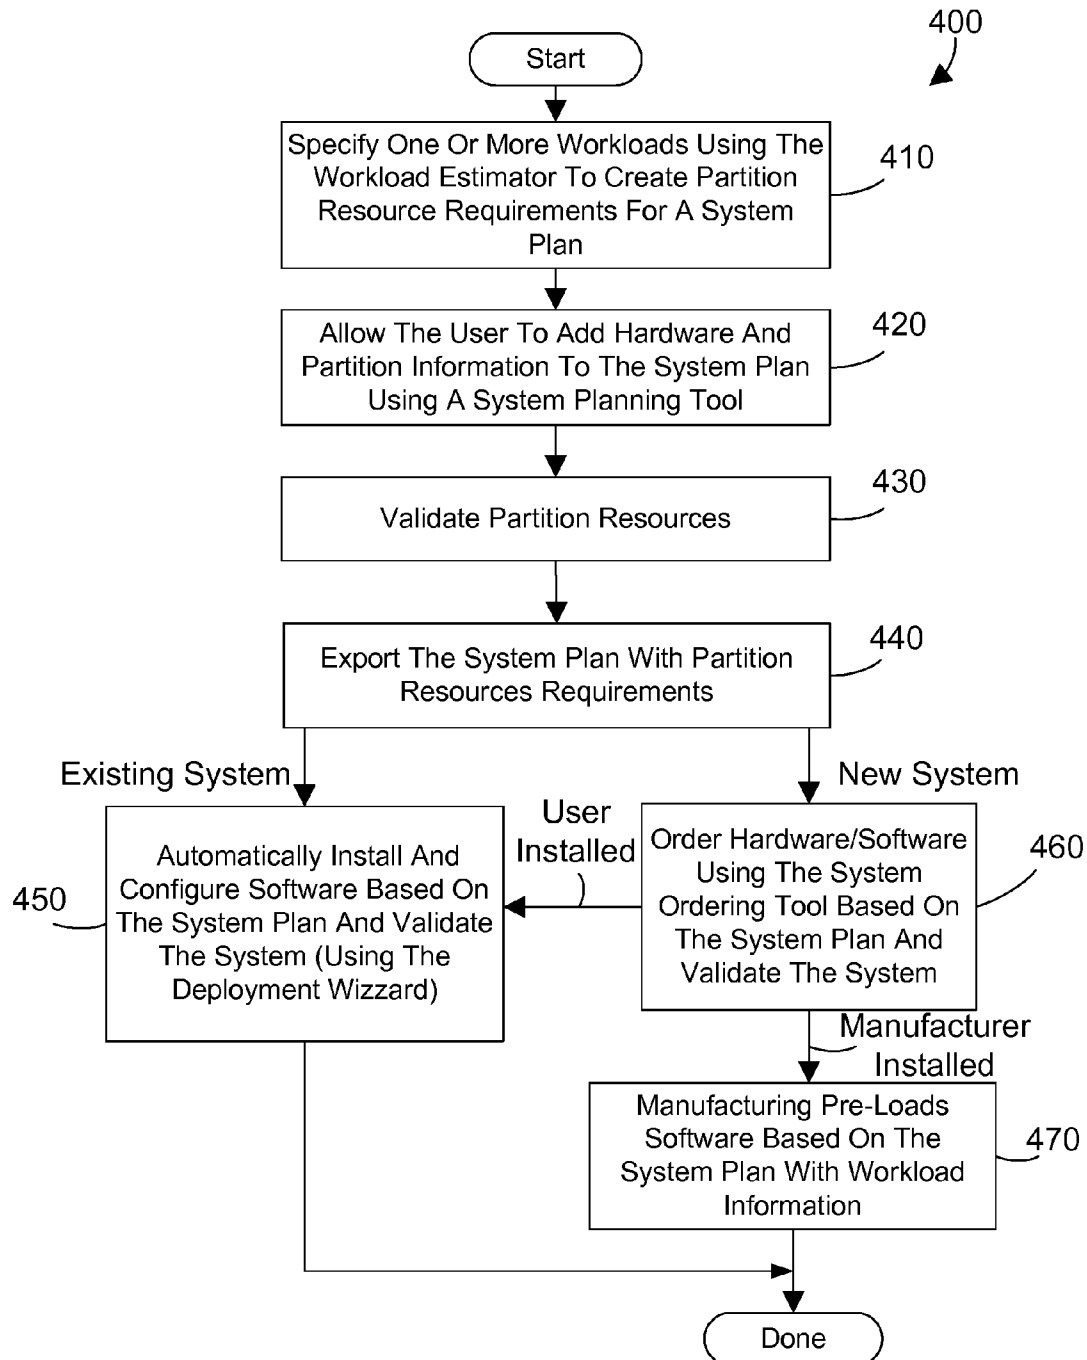 400
Start
Specify One Or More Workloads Using The
Workload Estimator To Create Partition
Resource Requirements For A System
Plan
410
Allow The User To Add Hardware And
Partition Information To The System Plan
Using A System Planning Tool
420
Validate Partition Resources
430
Export The System Plan With Partition
Resources Requirements
440
Existing System
New System
User
Installed
Automatically Install And
Configure Software Based On
The System Plan And Validate
The System (Using The
Deployment Wizzard)
450
Order Hardware/Software
Using The System
Ordering Tool Based On
The System Plan And
Validate The System
460
Manufacturer
Installed
Manufacturing Pre-Loads
Software Based On The
System Plan With Workload
Information
470
Done